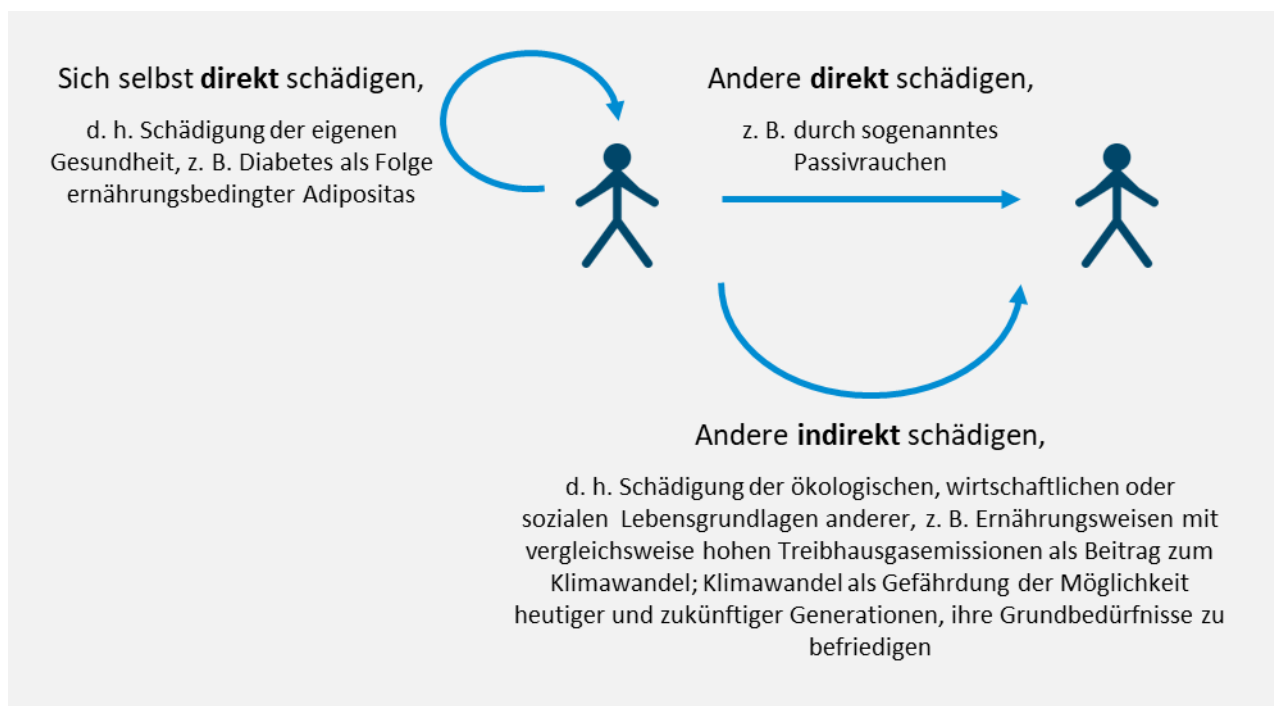 Sich selbst direkt schädigen,
d. h. Schädigung der eigenen
Gesundheit, z. B. Diabetes als Folge
ernährungsbedingter Adipositas
Andere direkt schädigen,
z. B. durch sogenanntes
Passivrauchen
Andere indirekt schädigen,
d. h. Schädigung der ökologischen, wirtschaftlichen oder
sozialen Lebensgrundlagen anderer, z. B. Ernährungsweisen mit
vergleichsweise hohen Treibhausgasemissionen als Beitrag zum
Klimawandel; Klimawandel als Gefährdung der Möglichkeit
heutiger und zukünftiger Generationen, ihre Grundbedürfnisse zu
befriedigen